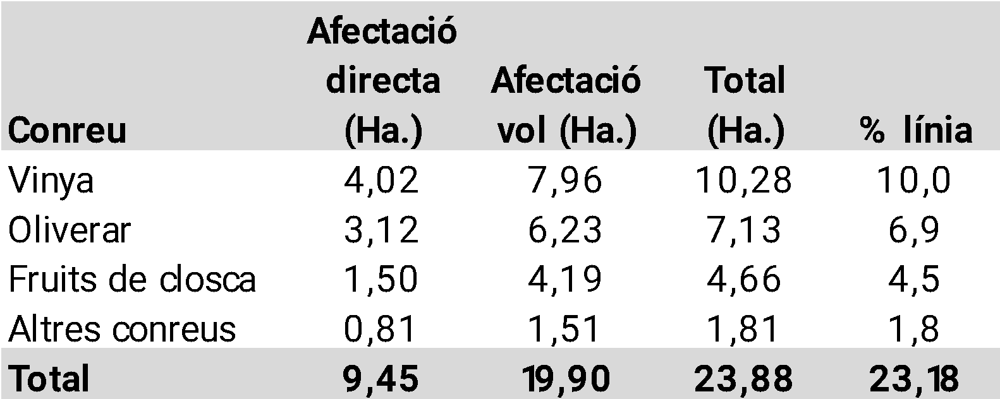 Conreu Afectació directa (Ha.) Afectació vol (Ha.) Total (Ha.) % línia
Vinya 4,02 7,96 10,28 10,0
Oliverar 3,12 6,23 7,13 6,9
Fruits de closca 1,50 4,19 4,66 4,5
Altres conreus 0,81 1,51 1,81 1,8
Total 9,45 19,90 23,88 23,18